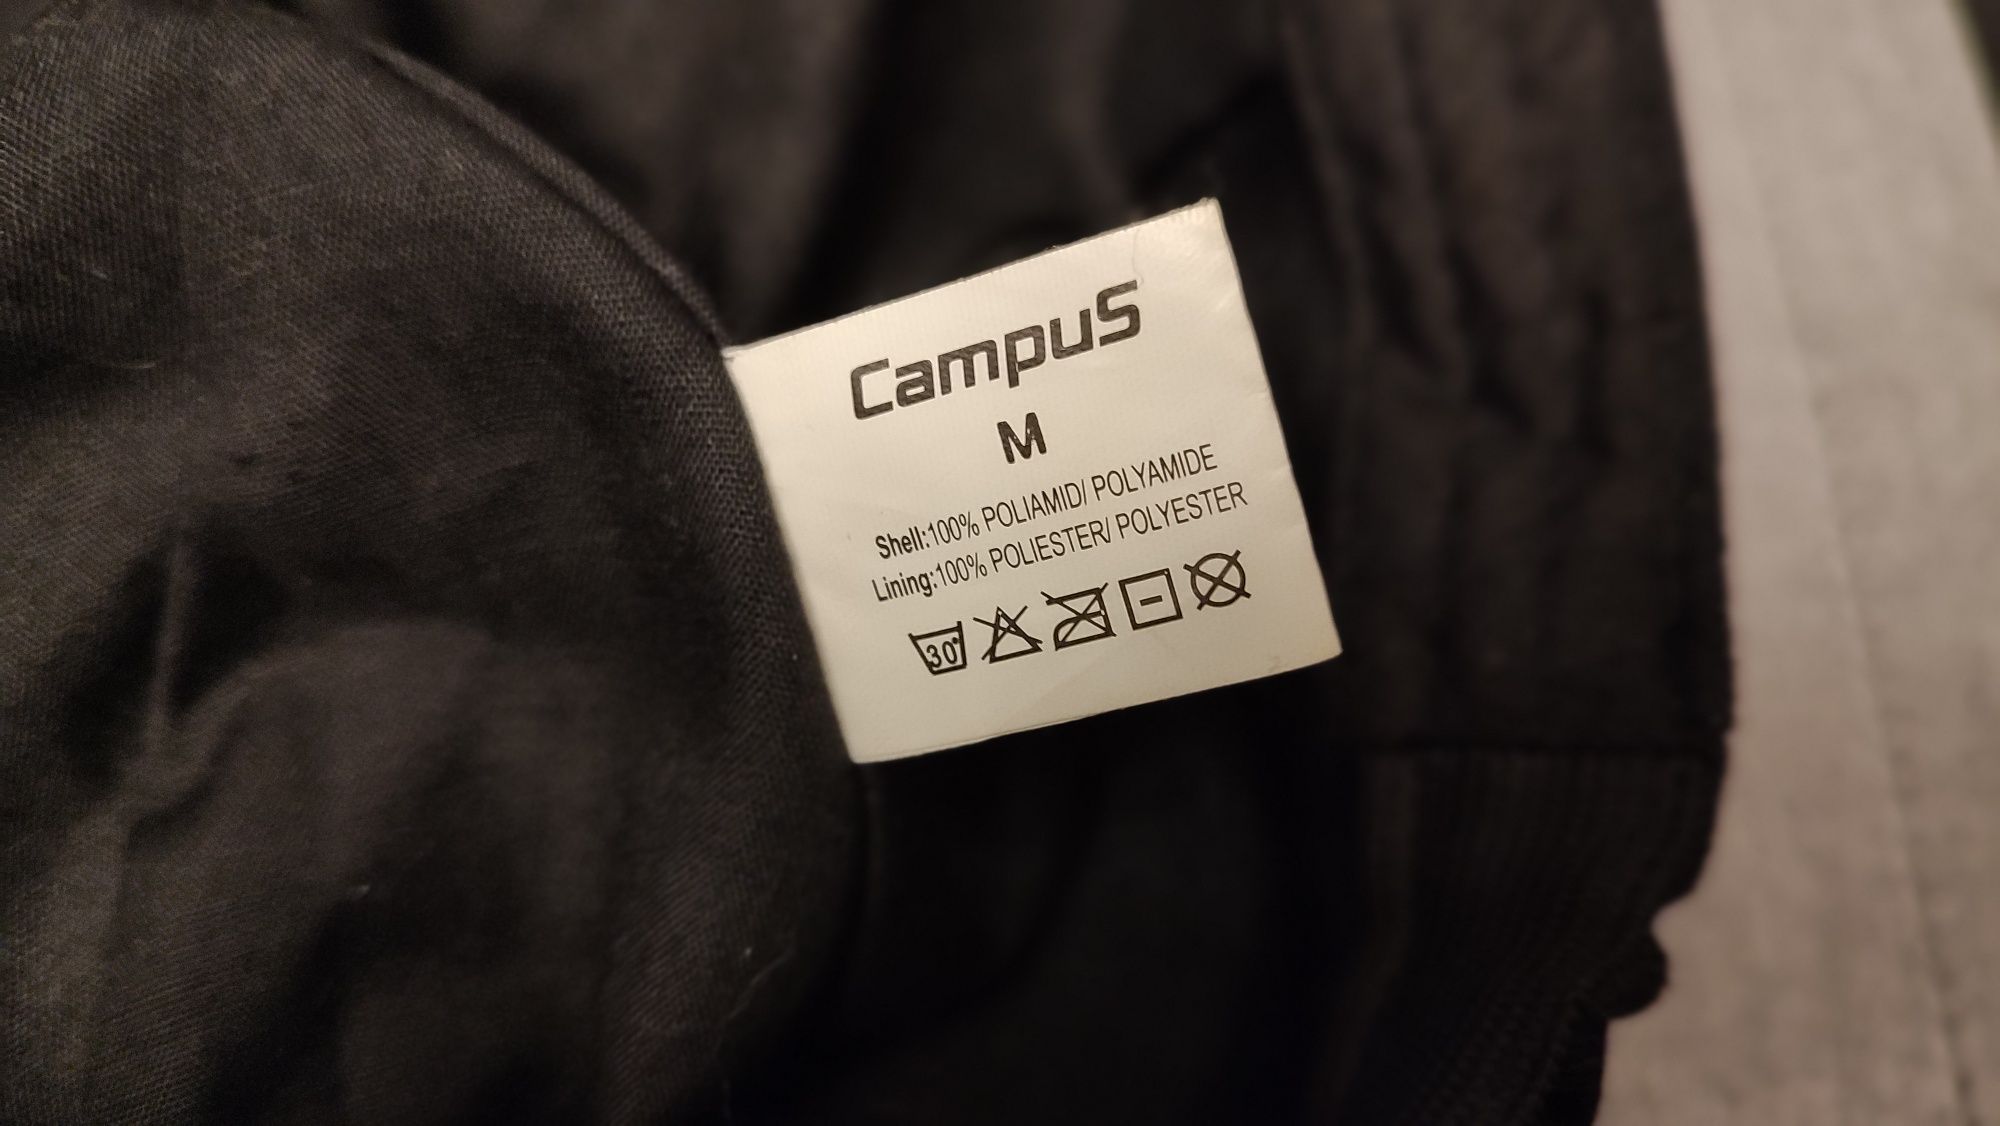 CampuS
M
Shell:100% POLIAMID/ POLYAMIDE
Lining:100% POLIESTER/ POLYESTER
30°